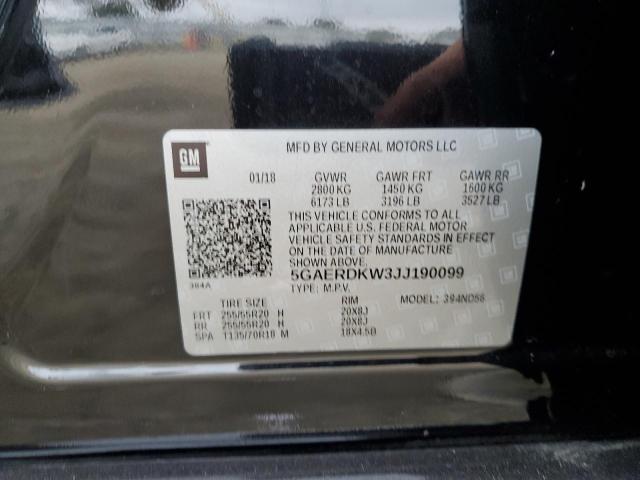 GM
MFD BY GENERAL MOTORS LLC
01/18 GVWR GAWR FRT GAWR RR
2800 KG 1450 KG 1600 KG
6173 LB 3196 LB 3527 LB
THIS VEHICLE CONFORMS TO ALL
APPLICABLE U.S. FEDERAL MOTOR
VEHICLE SAFETY STANDARDS IN EFFECT
ON THE DATE OF MANUFACTURE
SHOWN ABOVE.
394A
5GAERDKW3JJ190099
TYPE: M.P.V.
TIRE SIZE RIM MODEL: 394ND56
FRT 255/55R20 H 20X8J
RR 255/55R20 H 20X8J
SPA T135/70R18 M 18X4.5B